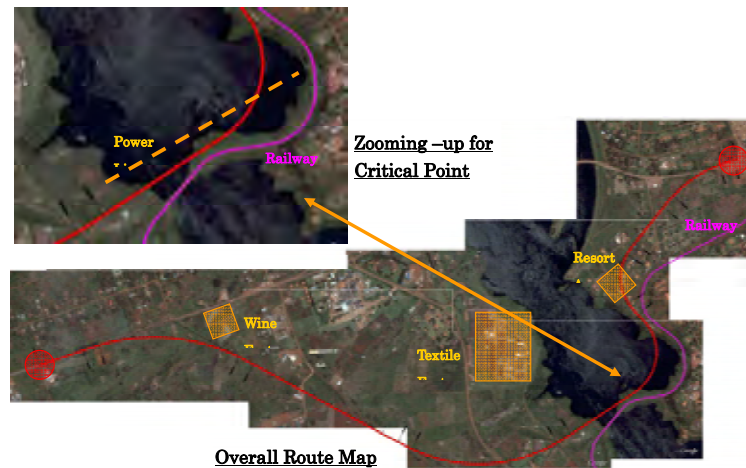 Power
Railway
Zooming –up for
Critical Point
Railway
Resort
Wine
Textile
Overall Route Map